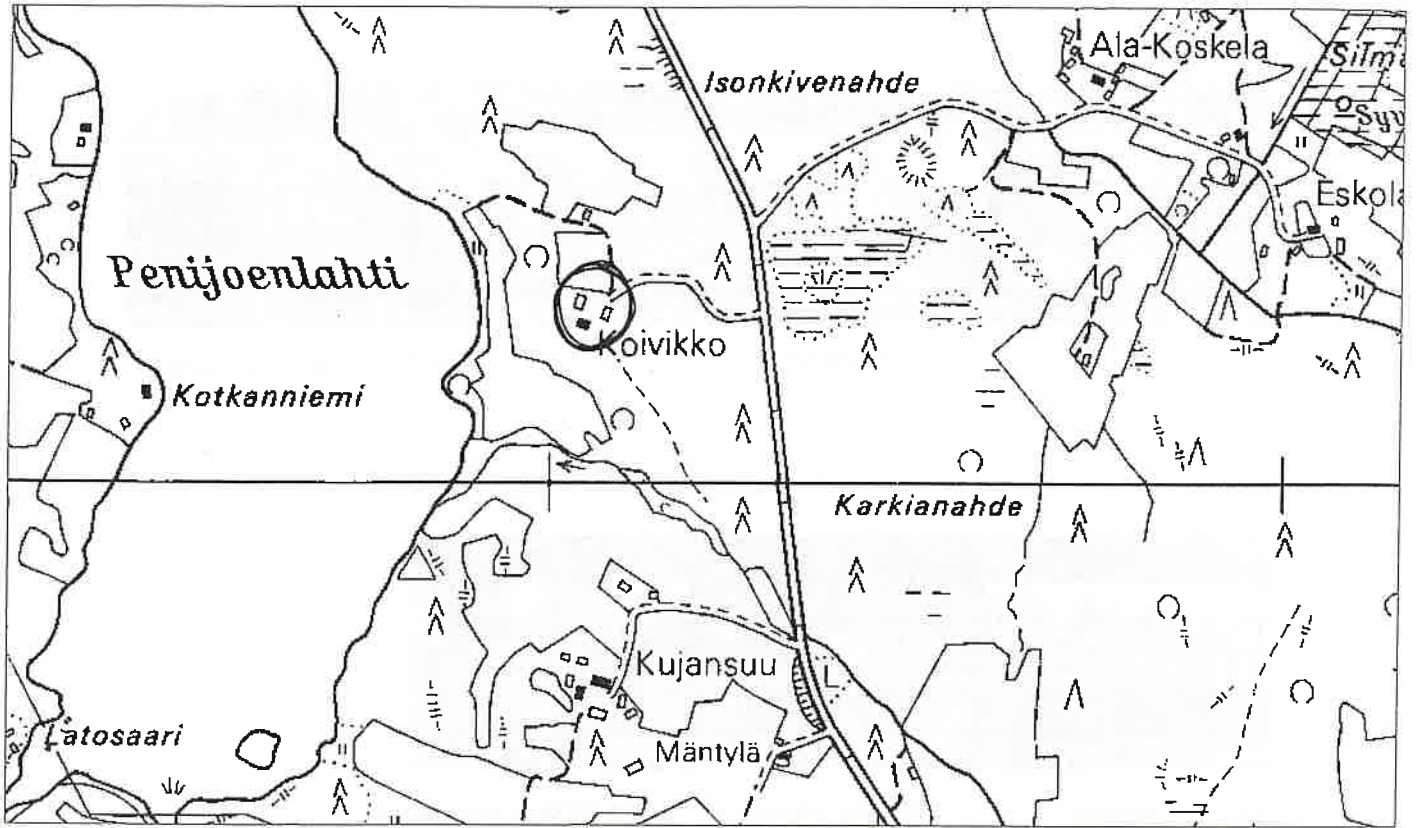 Ala-Koskela
Isonkivenahde
Eskola
Penijoenlahti
Koivikko
Kotkanniemi
Karkianahde
Kujansuu
L
Mäntylä
Latosaari